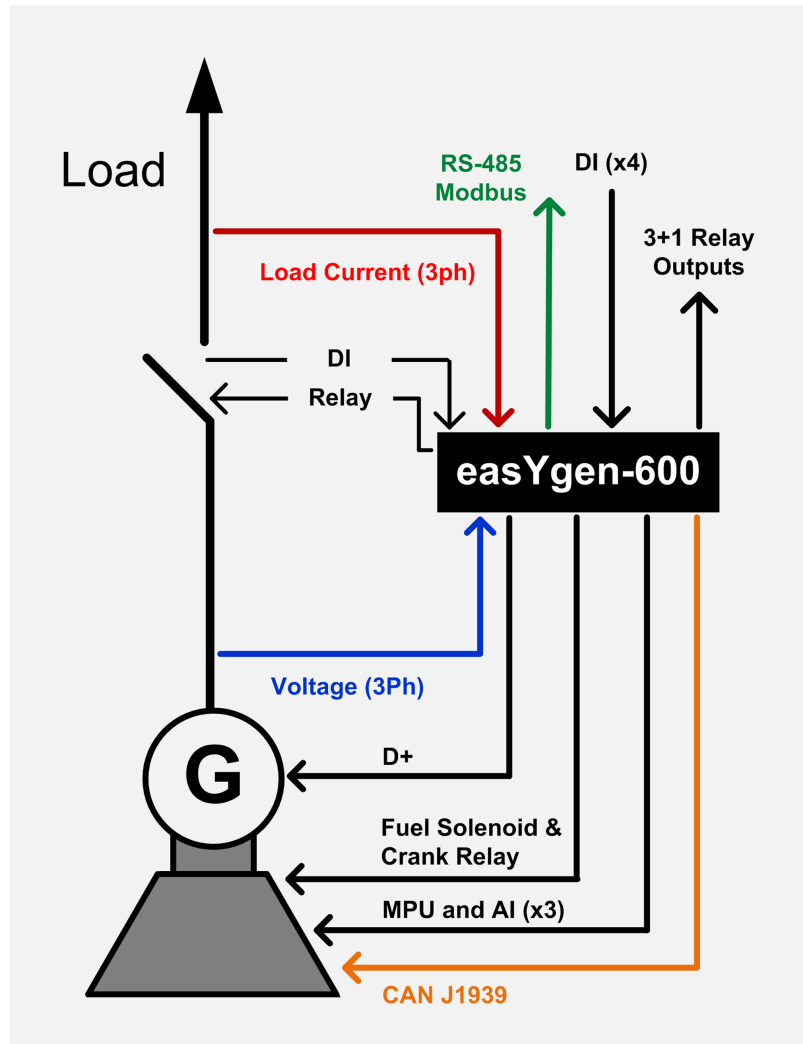 Load
RS-485
Modbus
DI (x4)
3+1 Relay
Outputs
Load Current (3ph)
DI
Relay
easYgen-600
Voltage (3Ph)
G
D+
Fuel Solenoid &
Crank Relay
MPU and AI (x3)
CAN J1939